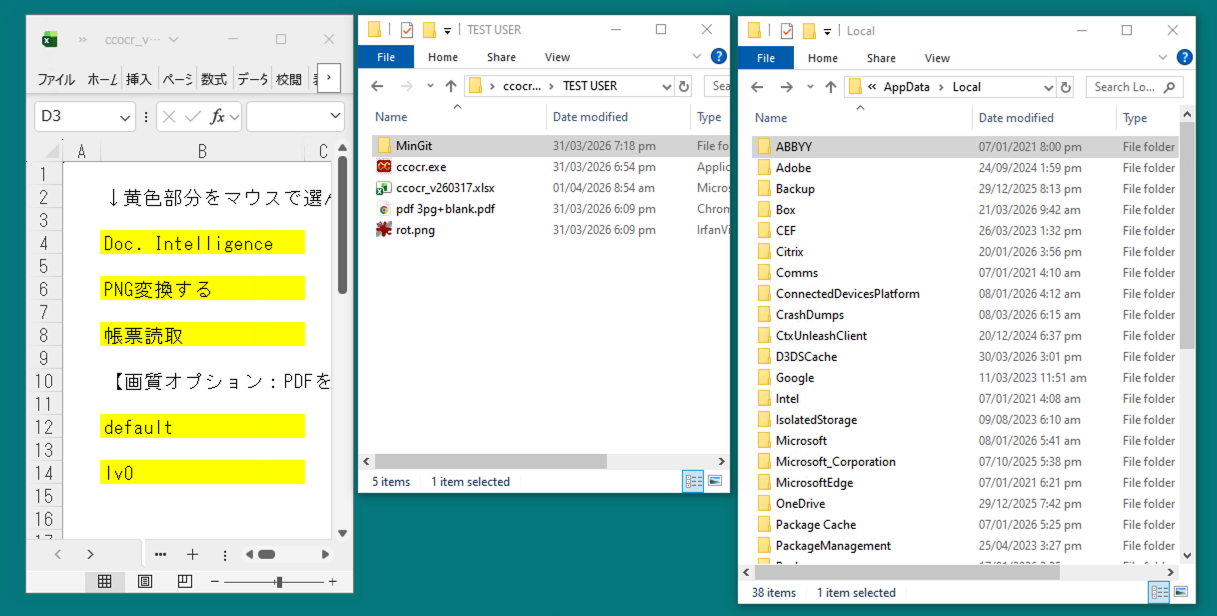 ccocr_v…
ファイル ホーム 挿入 ページ 数式 データ 校閲
D3
fx
A B C
1
2 ↓黄色部分をマウスで選ん
3
4 Doc. Intelligence
5
6 PNG変換する
7
8 帳票読取
9
10 【画質オプション：PDFを
11
12 default
13
14 lv0
15
16
17
TEST USER
File Home Share View
ccocr... > TEST USER Sea
Name Date modified Type
MinGit 31/03/2026 7:18 pm File fo
ccocr.exe 31/03/2026 6:54 pm Applic
ccocr_v260317.xlsx 01/04/2026 8:54 am Micros
pdf 3pg+blank.pdf 31/03/2026 6:09 pm Chrom
rot.png 31/03/2026 6:09 pm IrfanVi
5 items 1 item selected
Local
File Home Share View
« AppData > Local Search Lo...
Name Date modified Type
ABBYY 07/01/2021 8:00 pm File folder
Adobe 24/09/2024 1:59 pm File folder
Backup 29/12/2025 8:13 pm File folder
Box 21/03/2026 9:42 am File folder
CEF 26/03/2023 1:32 pm File folder
Citrix 20/01/2026 3:56 pm File folder
Comms 07/01/2021 4:10 am File folder
ConnectedDevicesPlatform 08/01/2026 4:12 am File folder
CrashDumps 08/03/2026 6:15 am File folder
CtxUnleashClient 20/12/2024 6:37 pm File folder
D3DSCache 30/03/2026 3:01 pm File folder
Google 11/03/2023 11:51 am File folder
Intel 07/01/2021 4:08 am File folder
IsolatedStorage 09/08/2023 6:10 am File folder
Microsoft 08/01/2026 5:41 am File folder
Microsoft_Corporation 07/10/2025 5:38 pm File folder
MicrosoftEdge 07/01/2021 6:21 pm File folder
OneDrive 29/12/2025 7:42 pm File folder
Package Cache 07/01/2026 5:25 pm File folder
PackageManagement 25/04/2023 3:27 pm File folder
38 items 1 item selected